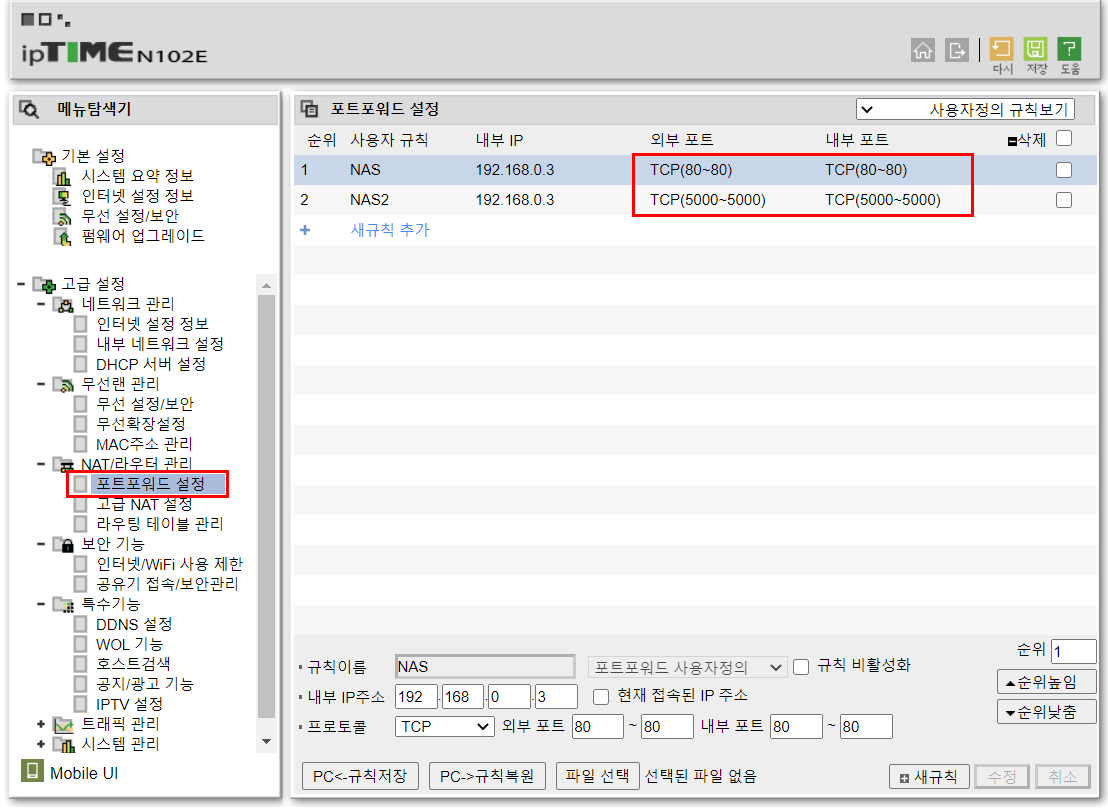 ipTIME N102E
다시 저장 도움
메뉴탐색기
기본 설정
시스템 요약 정보
인터넷 설정 정보
무선 설정/보안
펌웨어 업그레이드
고급 설정
네트워크 관리
인터넷 설정 정보
내부 네트워크 설정
DHCP 서버 설정
무선랜 관리
무선 설정/보안
무선확장설정
MAC주소 관리
NAT/라우터 관리
포트포워드 설정
고급 NAT 설정
라우팅 테이블 관리
보안 기능
인터넷/WiFi 사용 제한
공유기 접속/보안관리
특수기능
DDNS 설정
WOL 기능
호스트검색
공지/광고 기능
IPTV 설정
트래픽 관리
시스템 관리
Mobile UI
포트포워드 설정 사용자정의 규칙보기
순위 사용자 규칙 내부 IP 외부 포트 내부 포트 삭제
1 NAS 192.168.0.3 TCP(80~80) TCP(80~80)
2 NAS2 192.168.0.3 TCP(5000~5000) TCP(5000~5000)
+ 새규칙 추가
순위 1
규칙이름 NAS 포트포워드 사용자정의 규칙 비활성화
▲순위높임
내부 IP주소 192 . 168 . 0 . 3 현재 접속된 IP 주소
▼순위낮춤
프로토콜 TCP 외부 포트 80 ~ 80 내부 포트 80 ~ 80
PC<-규칙저장 PC->규칙복원 파일 선택 선택된 파일 없음 새규칙 수정 취소